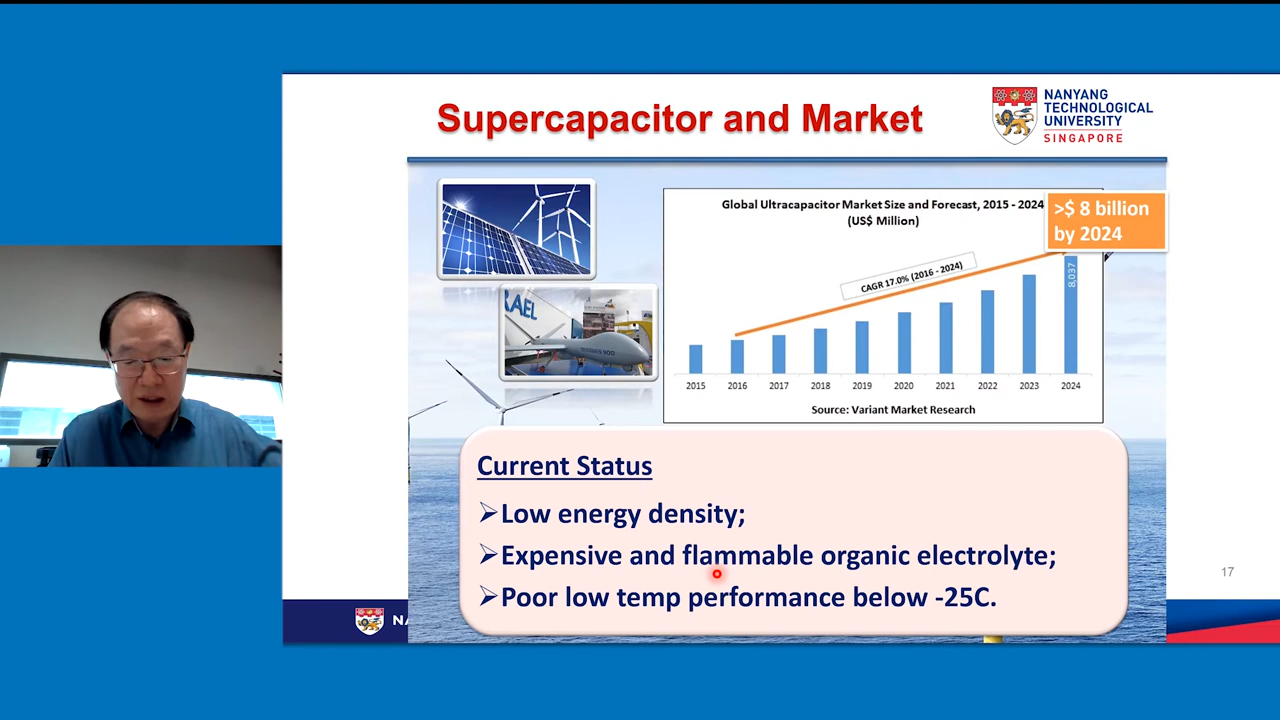 Supercapacitor and Market
NANYANG
TECHNOLOGICAL
UNIVERSITY
SINGAPORE
Global Ultracapacitor Market Size and Forecast, 2015 - 2024
(US$ Million)
>$ 8 billion
by 2024
CAGR 17.0% (2016 - 2024)
8,037
2015 2016 2017 2018 2019 2020 2021 2022 2023 2024
Source: Variant Market Research
RAEL
Current Status
➢Low energy density;
➢Expensive and flammable organic electrolyte;
➢Poor low temp performance below -25C.
17
NA